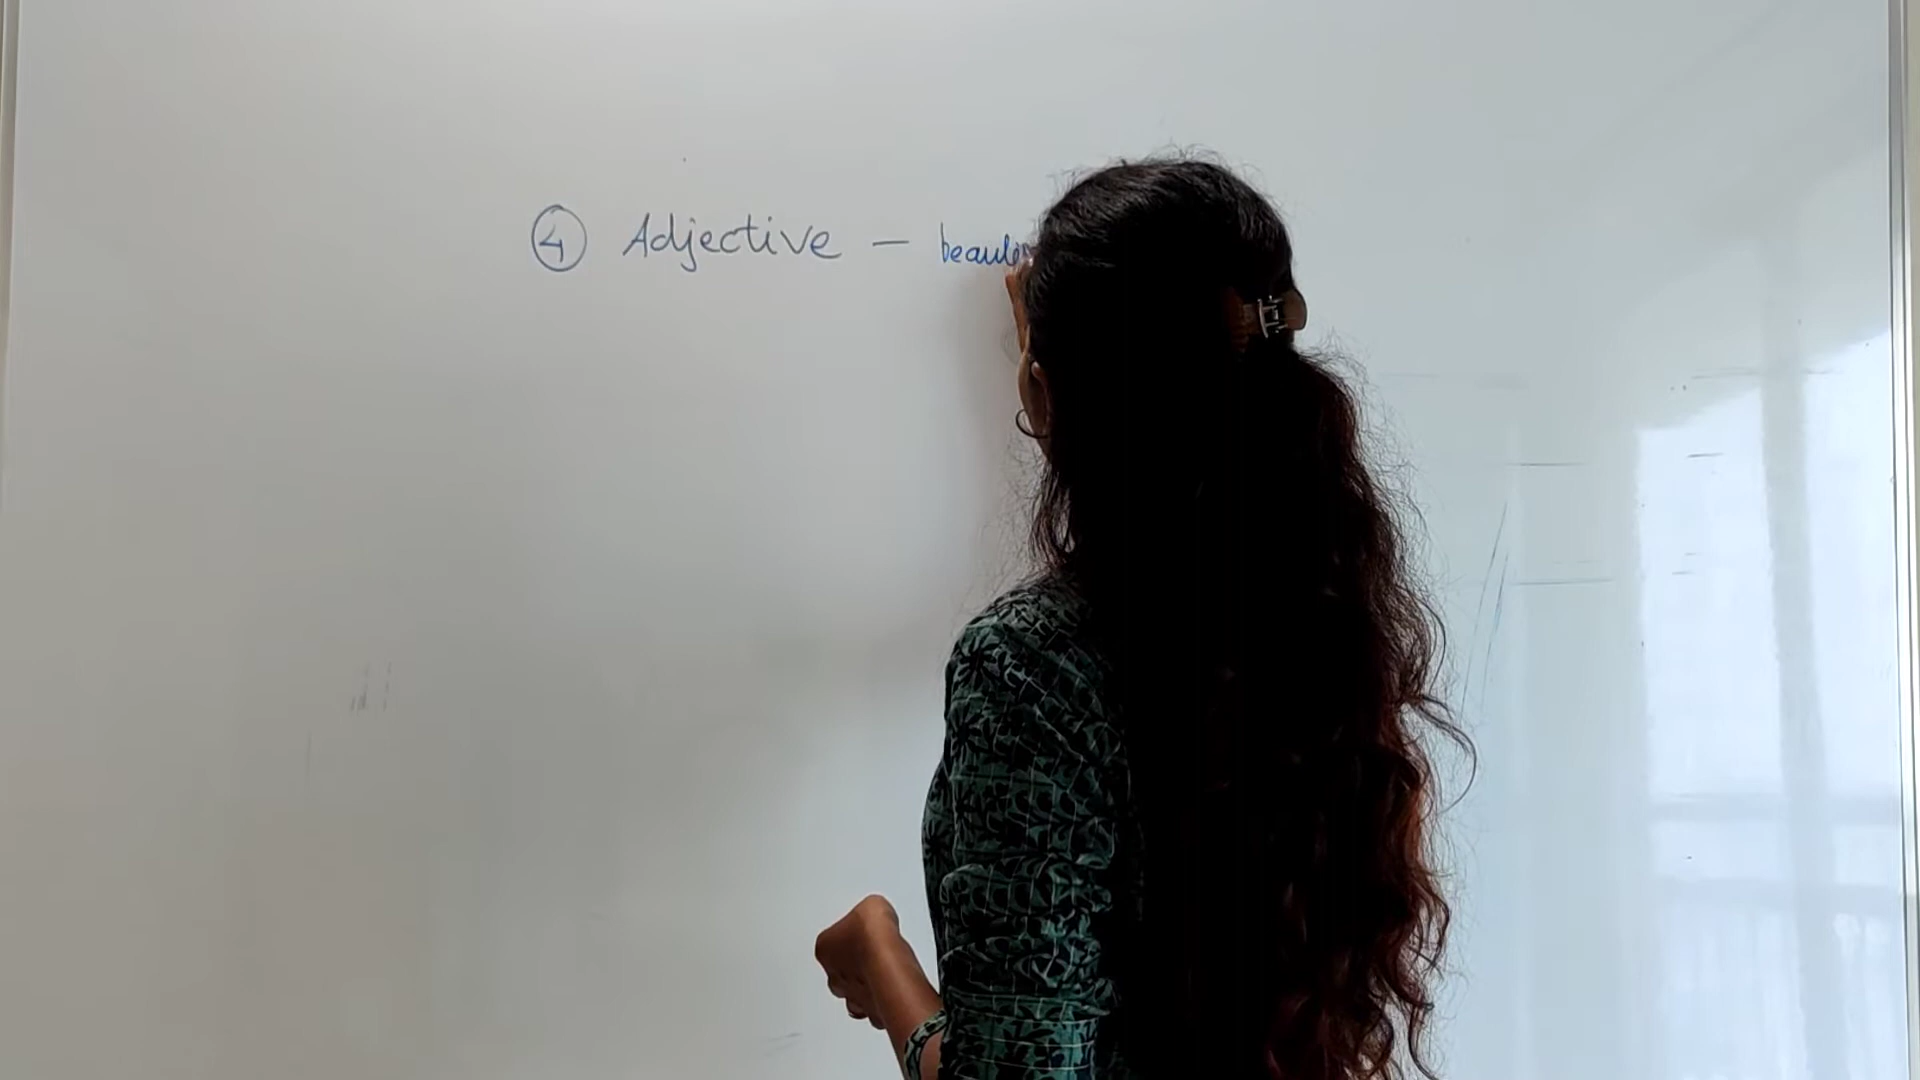 ④ Adjective —